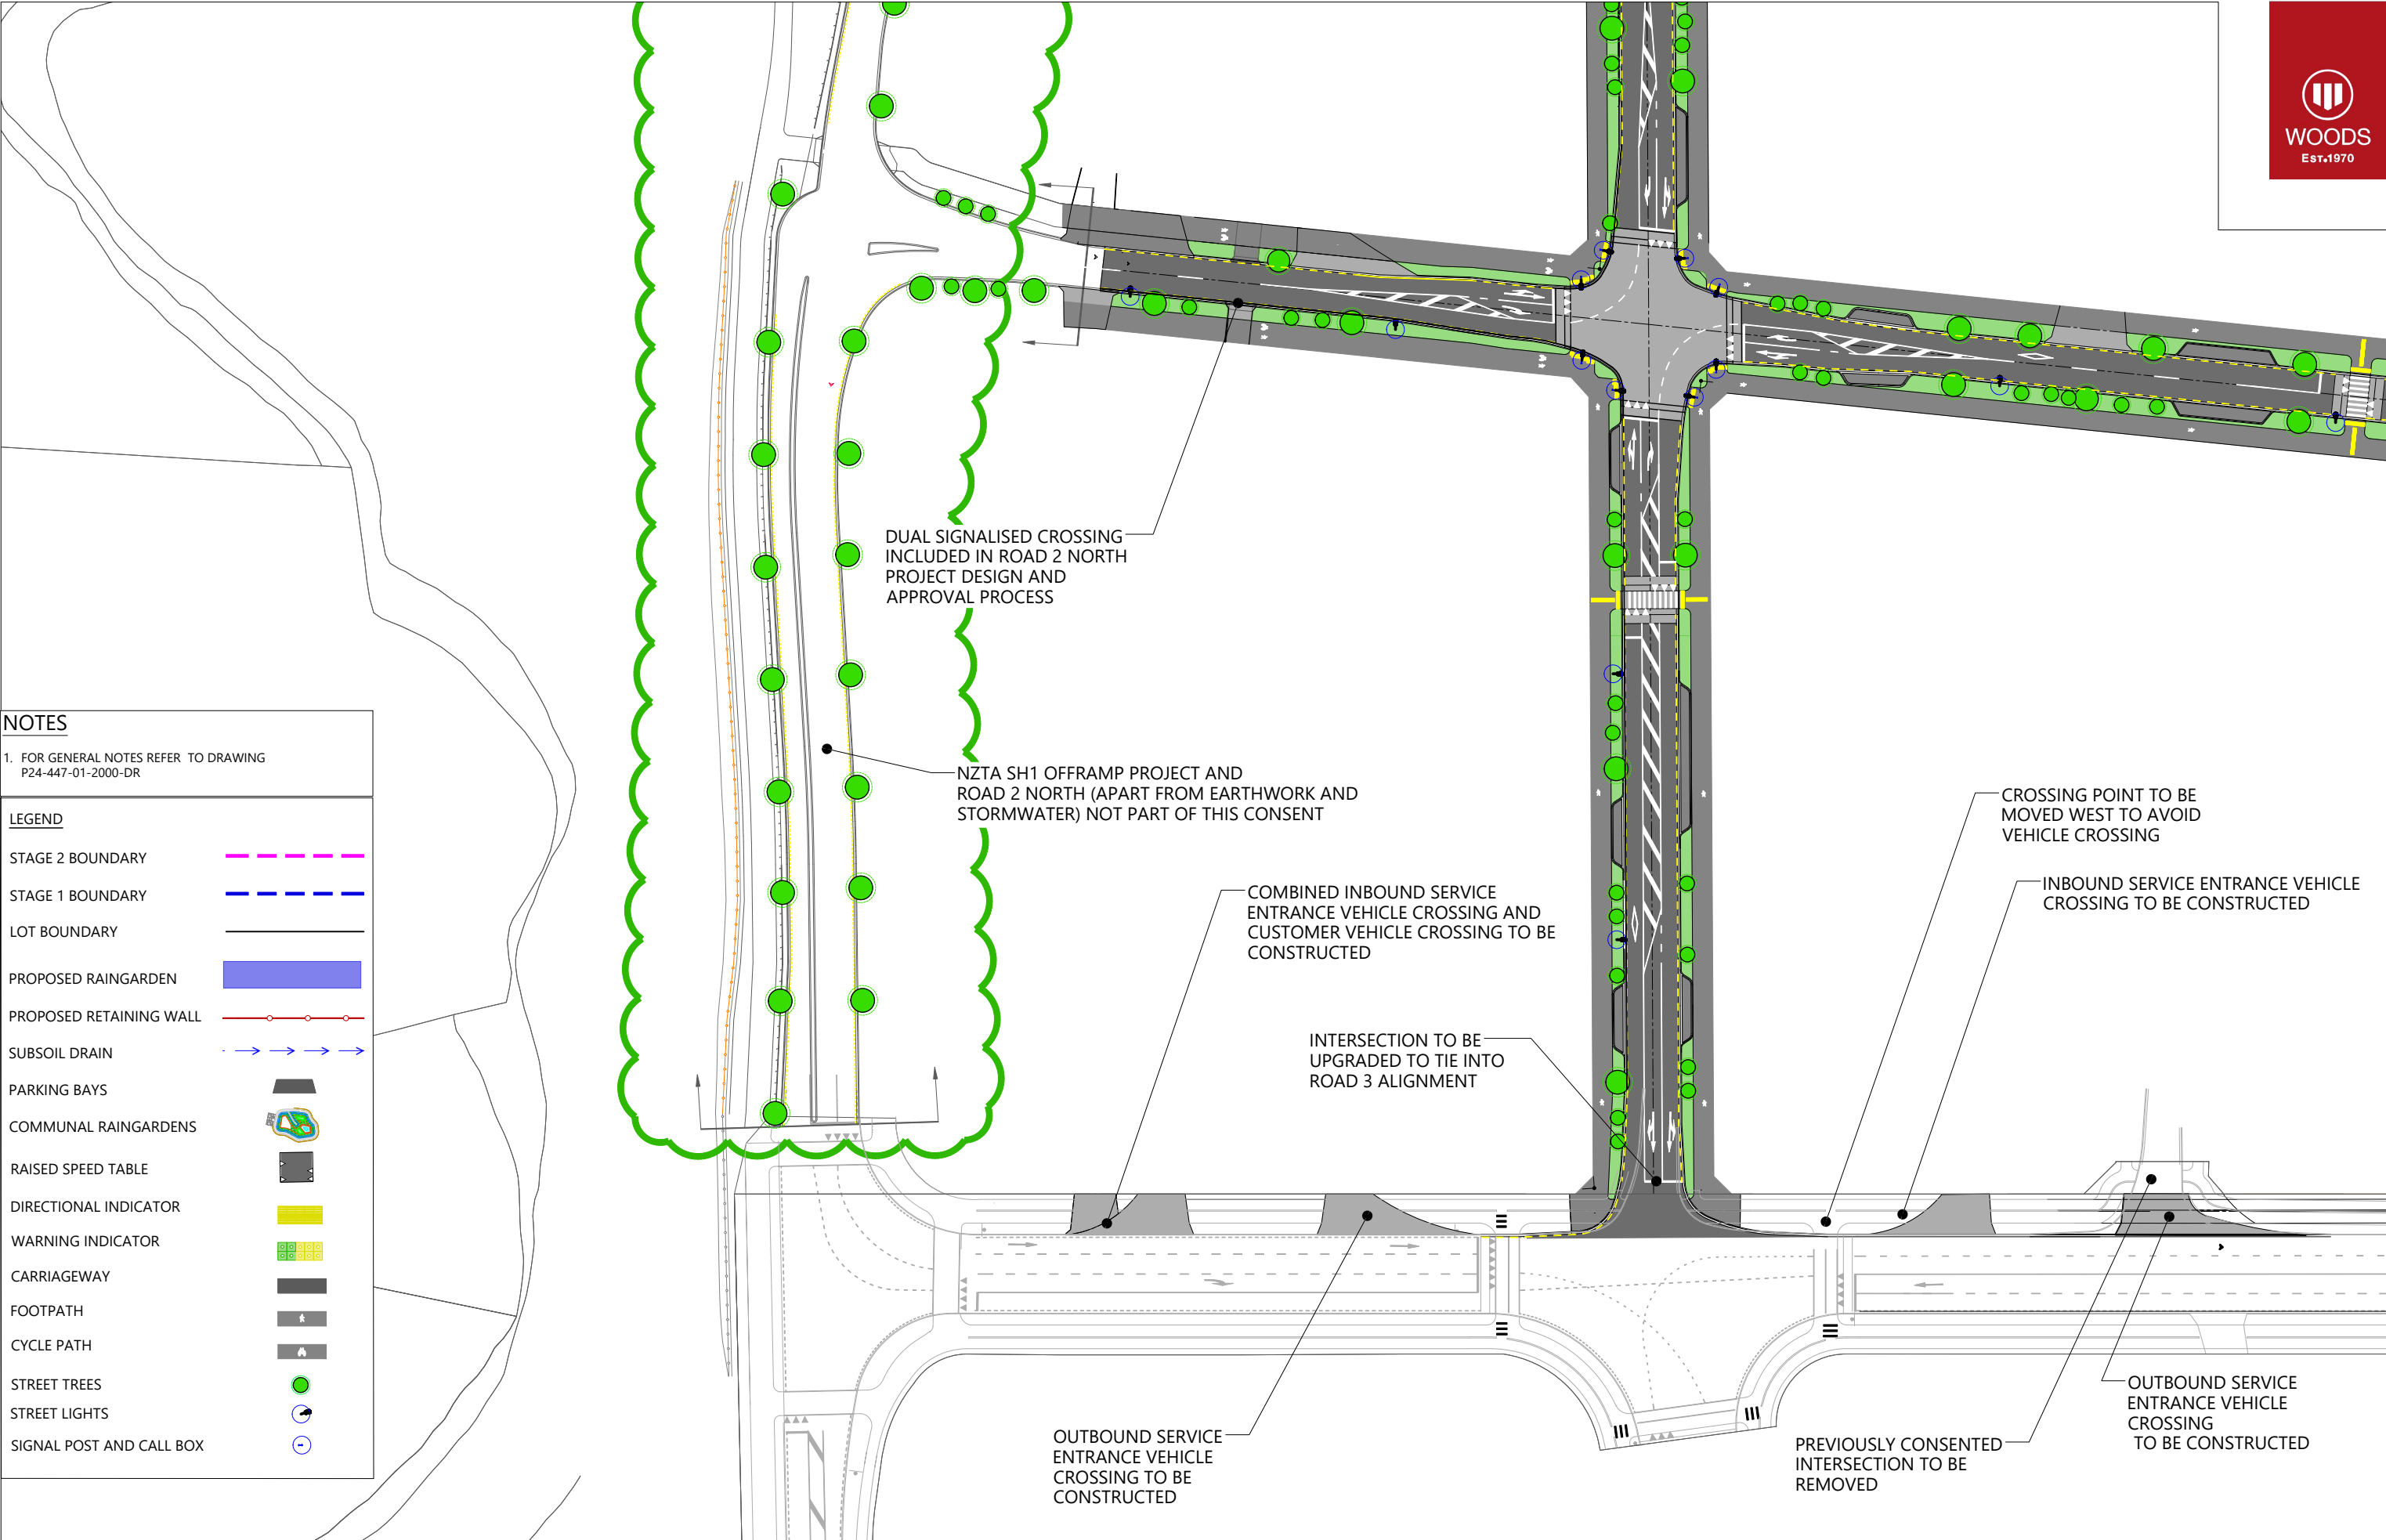 WOODS
EST.1970
DUAL SIGNALISED CROSSING
INCLUDED IN ROAD 2 NORTH
PROJECT DESIGN AND
APPROVAL PROCESS
NZTA SH1 OFFRAMP PROJECT AND
ROAD 2 NORTH (APART FROM EARTHWORK AND
STORMWATER) NOT PART OF THIS CONSENT
CROSSING POINT TO BE
MOVED WEST TO AVOID
VEHICLE CROSSING
INBOUND SERVICE ENTRANCE VEHICLE
CROSSING TO BE CONSTRUCTED
COMBINED INBOUND SERVICE
ENTRANCE VEHICLE CROSSING AND
CUSTOMER VEHICLE CROSSING TO BE
CONSTRUCTED
INTERSECTION TO BE
UPGRADED TO TIE INTO
ROAD 3 ALIGNMENT
OUTBOUND SERVICE
ENTRANCE VEHICLE
CROSSING TO BE
CONSTRUCTED
PREVIOUSLY CONSENTED
INTERSECTION TO BE
REMOVED
OUTBOUND SERVICE
ENTRANCE VEHICLE
CROSSING
TO BE CONSTRUCTED
NOTES
1. FOR GENERAL NOTES REFER TO DRAWING
P24-447-01-2000-DR
LEGEND
STAGE 2 BOUNDARY
STAGE 1 BOUNDARY
LOT BOUNDARY
PROPOSED RAINGARDEN
PROPOSED RETAINING WALL
SUBSOIL DRAIN
PARKING BAYS
COMMUNAL RAINGARDENS
RAISED SPEED TABLE
DIRECTIONAL INDICATOR
WARNING INDICATOR
CARRIAGEWAY
FOOTPATH
CYCLE PATH
STREET TREES
STREET LIGHTS
SIGNAL POST AND CALL BOX